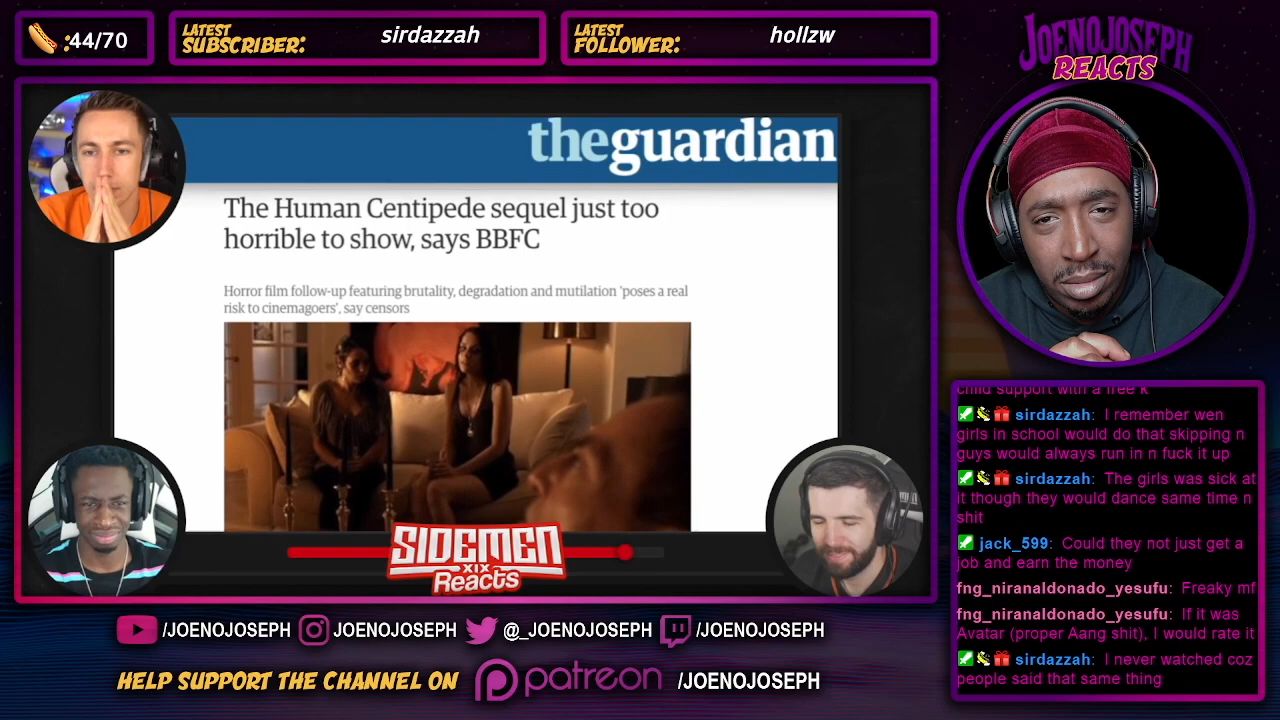 :44/70
LATEST
SUBSCRIBER:
sirdazzah
LATEST
FOLLOWER:
hollzw
JOENOJOSEPH
REACTS
theguardian
The Human Centipede sequel just too
horrible to show, says BBFC
Horror film follow-up featuring brutality, degradation and mutilation 'poses a real
risk to cinemagoers', say censors
SIDEMEN
XIX
Reacts
child support with a free k
sirdazzah: I remember wen
girls in school would do that skipping n
guys would always run in n fuck it up
sirdazzah: The girls was sick at
it though they would dance same time n
shit
jack_599: Could they not just get a
job and earn the money
fng_niranaldonado_yesufu: Freaky mf
fng_niranaldonado_yesufu: If it was
Avatar (proper Aang shit), I would rate it
sirdazzah: I never watched coz
people said that same thing
/JOENOJOSEPH
JOENOJOSEPH
@_JOENOJOSEPH
/JOENOJOSEPH
HELP SUPPORT THE CHANNEL ON
patreon
/JOENOJOSEPH